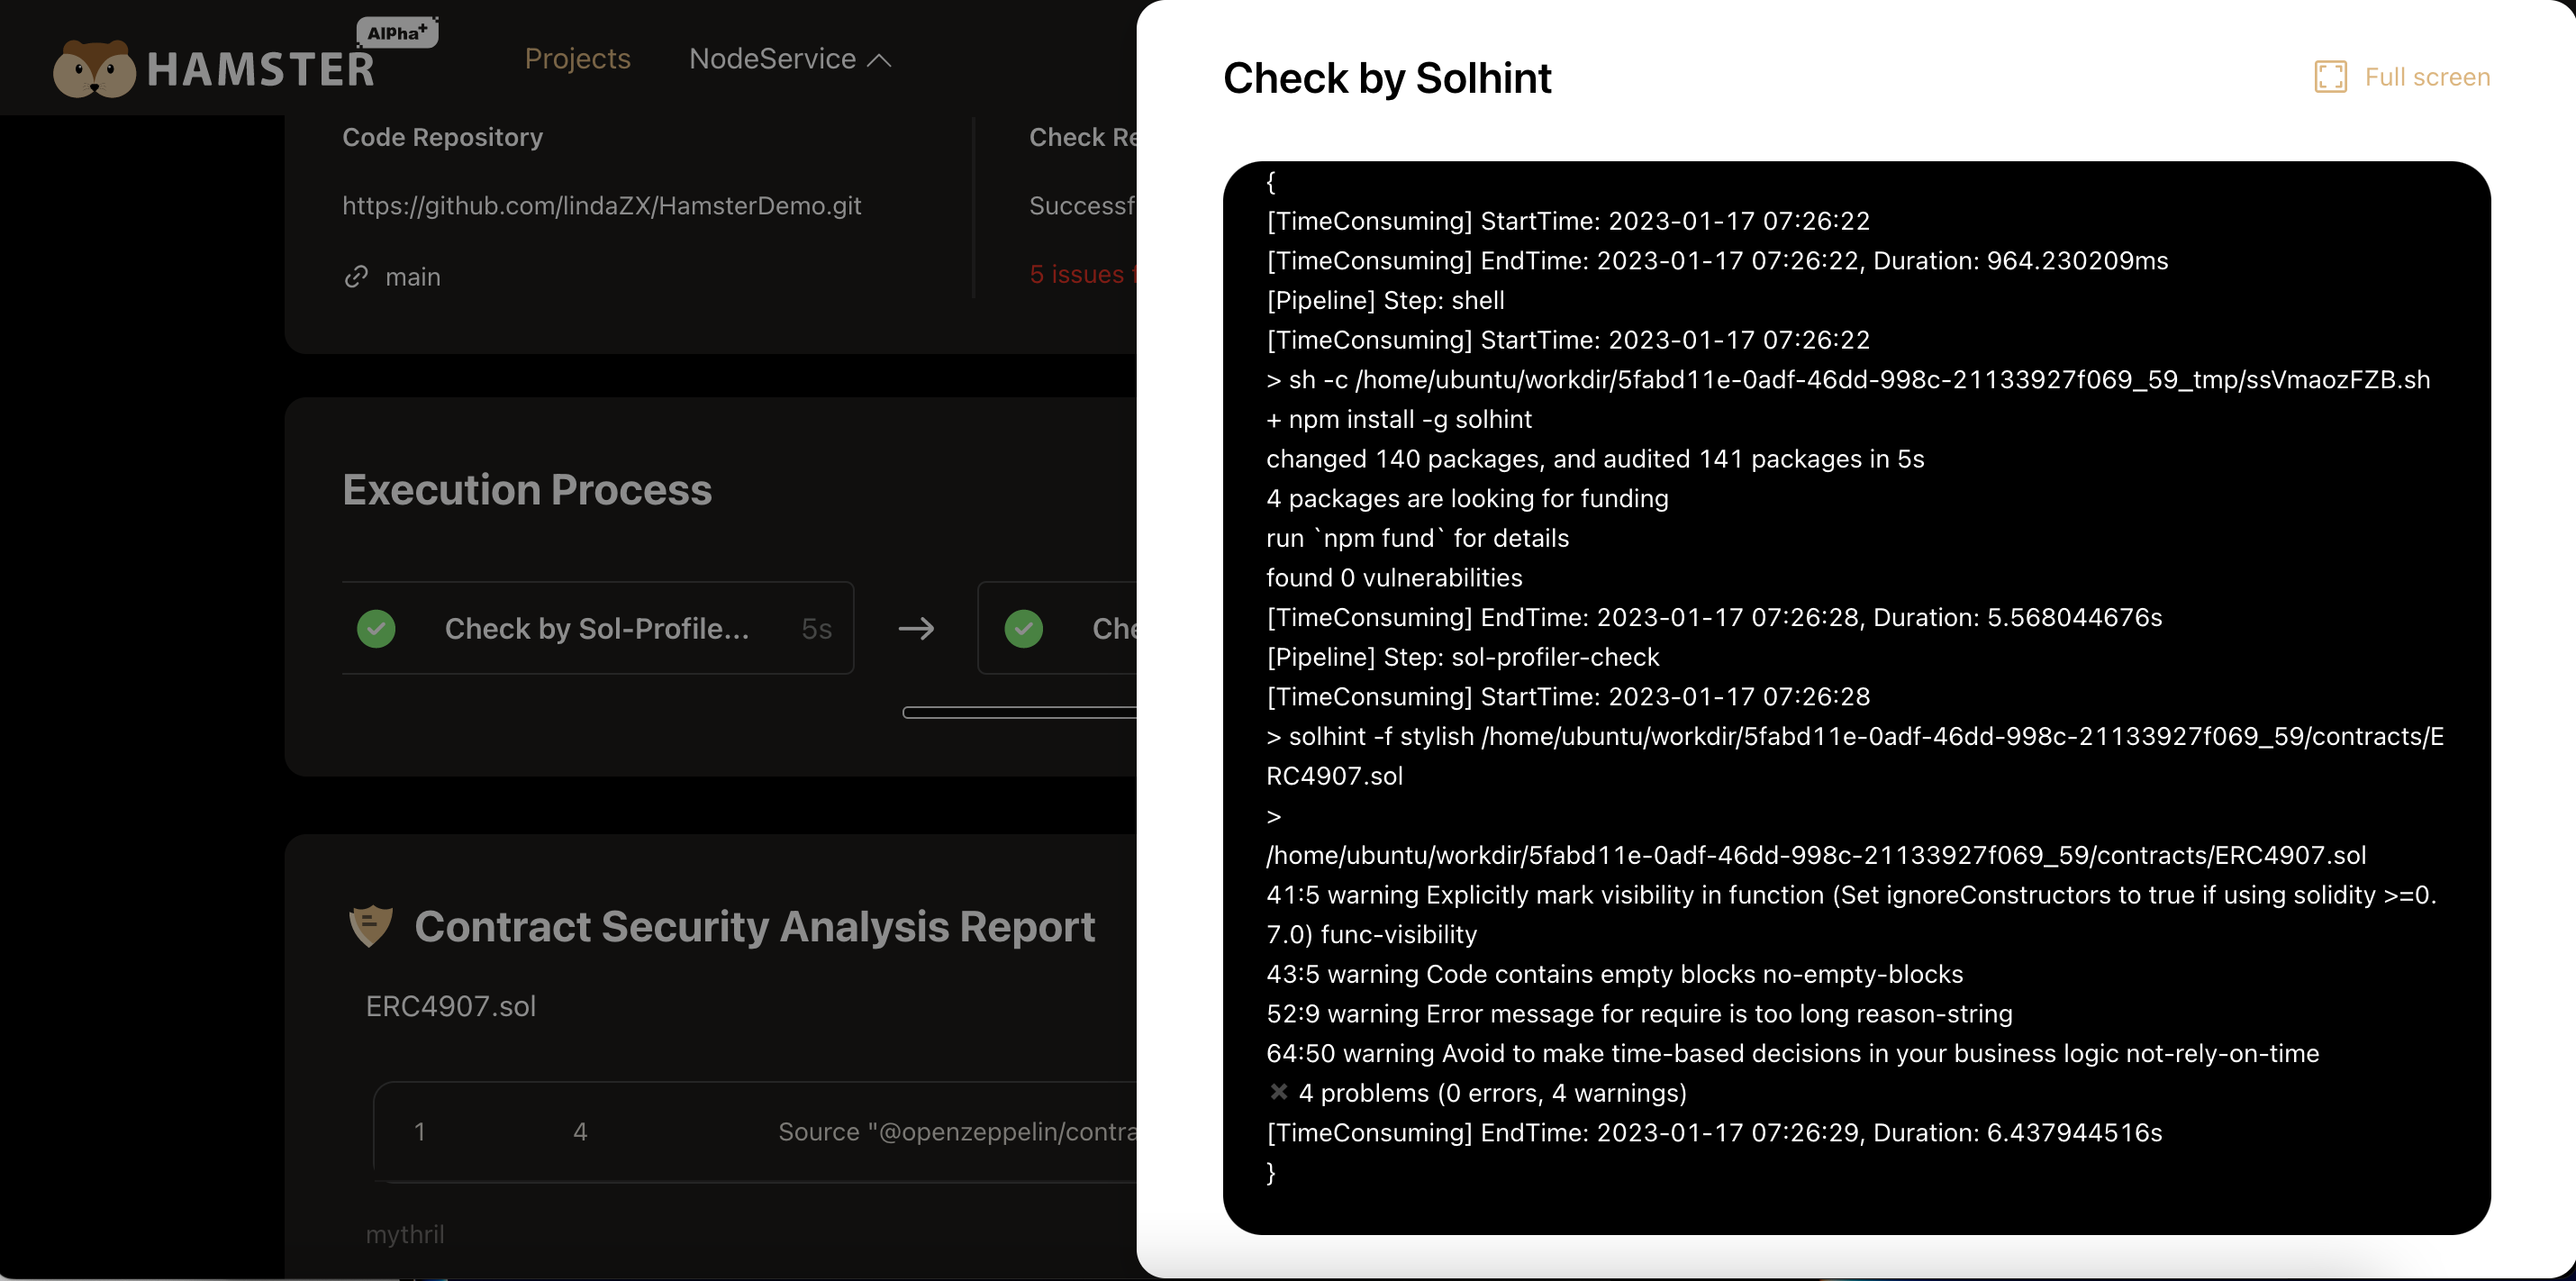 HAMSTER
AlPha+
Projects
NodeService
Code Repository
https://github.com/lindaZX/HamsterDemo.git
main
Check Re
Successf
5 issues
Execution Process
Check by Sol-Profile...
5s
Che
Contract Security Analysis Report
ERC4907.sol
1
4
Source "@openzeppelin/contra
mythril
Check by Solhint
Full screen
{
[TimeConsuming] StartTime: 2023-01-17 07:26:22
[TimeConsuming] EndTime: 2023-01-17 07:26:22, Duration: 964.230209ms
[Pipeline] Step: shell
[TimeConsuming] StartTime: 2023-01-17 07:26:22
> sh -c /home/ubuntu/workdir/5fabd11e-0adf-46dd-998c-21133927f069_59_tmp/ssVmaozFZB.sh
+ npm install -g solhint
changed 140 packages, and audited 141 packages in 5s
4 packages are looking for funding
run `npm fund` for details
found 0 vulnerabilities
[TimeConsuming] EndTime: 2023-01-17 07:26:28, Duration: 5.568044676s
[Pipeline] Step: sol-profiler-check
[TimeConsuming] StartTime: 2023-01-17 07:26:28
> solhint -f stylish /home/ubuntu/workdir/5fabd11e-0adf-46dd-998c-21133927f069_59/contracts/E
RC4907.sol
>
/home/ubuntu/workdir/5fabd11e-0adf-46dd-998c-21133927f069_59/contracts/ERC4907.sol
41:5 warning Explicitly mark visibility in function (Set ignoreConstructors to true if using solidity >=0.
7.0) func-visibility
43:5 warning Code contains empty blocks no-empty-blocks
52:9 warning Error message for require is too long reason-string
64:50 warning Avoid to make time-based decisions in your business logic not-rely-on-time
✖ 4 problems (0 errors, 4 warnings)
[TimeConsuming] EndTime: 2023-01-17 07:26:29, Duration: 6.437944516s
}